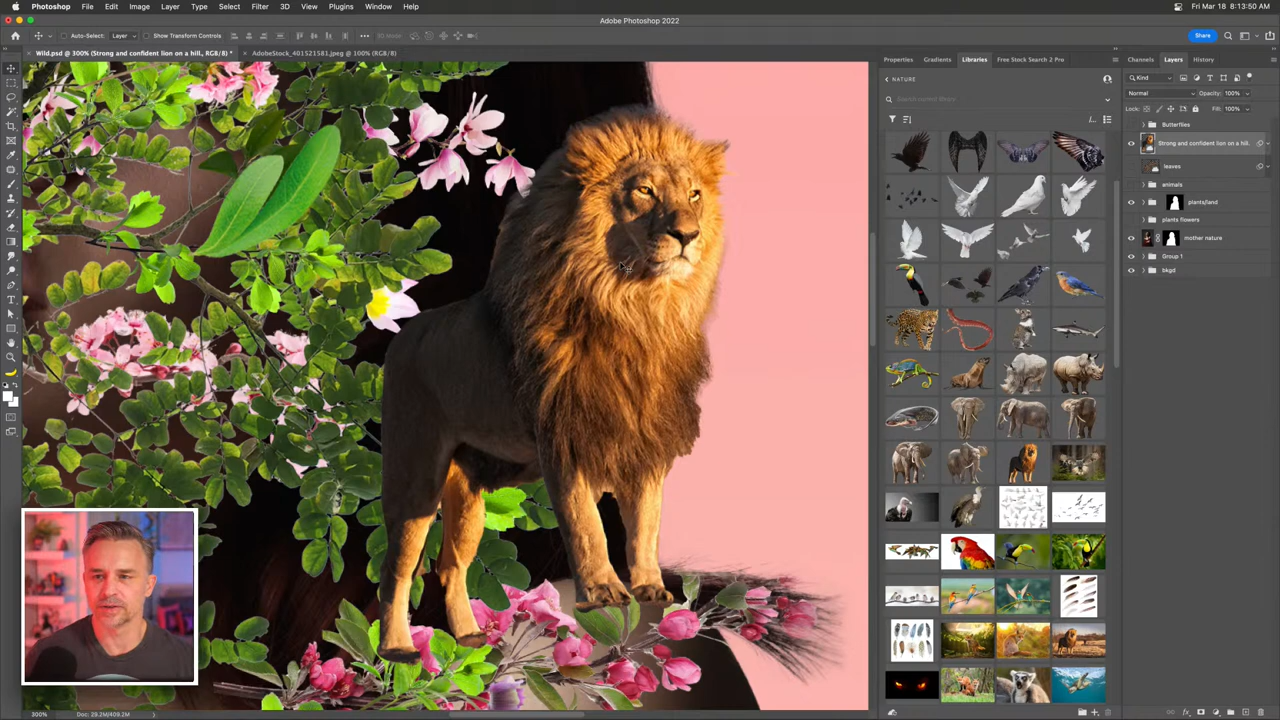 Photoshop File Edit Image Layer Type Select Filter 3D View Plugins Window Help
Fri Mar 18 8:13:50 AM
Adobe Photoshop 2022
Auto-Select: Layer Show Transform Controls
Share
Wild.psd @ 300% (Strong and confident lion on a hill., RGB/8) *
AdobeStock_401521581.jpeg @ 100% (RGB/8)
Properties Gradients Libraries Free Stock Search 2 Pro
NATURE
Search current library
Channels Layers History
Kind
Normal Opacity: 100%
Lock: Fill: 100%
Butterflies
Strong and confident lion on a hill.
leaves
animals
plants/land
plants flowers
mother nature
Group 1
bkgd
300% Doc: 29.2M/409.2M